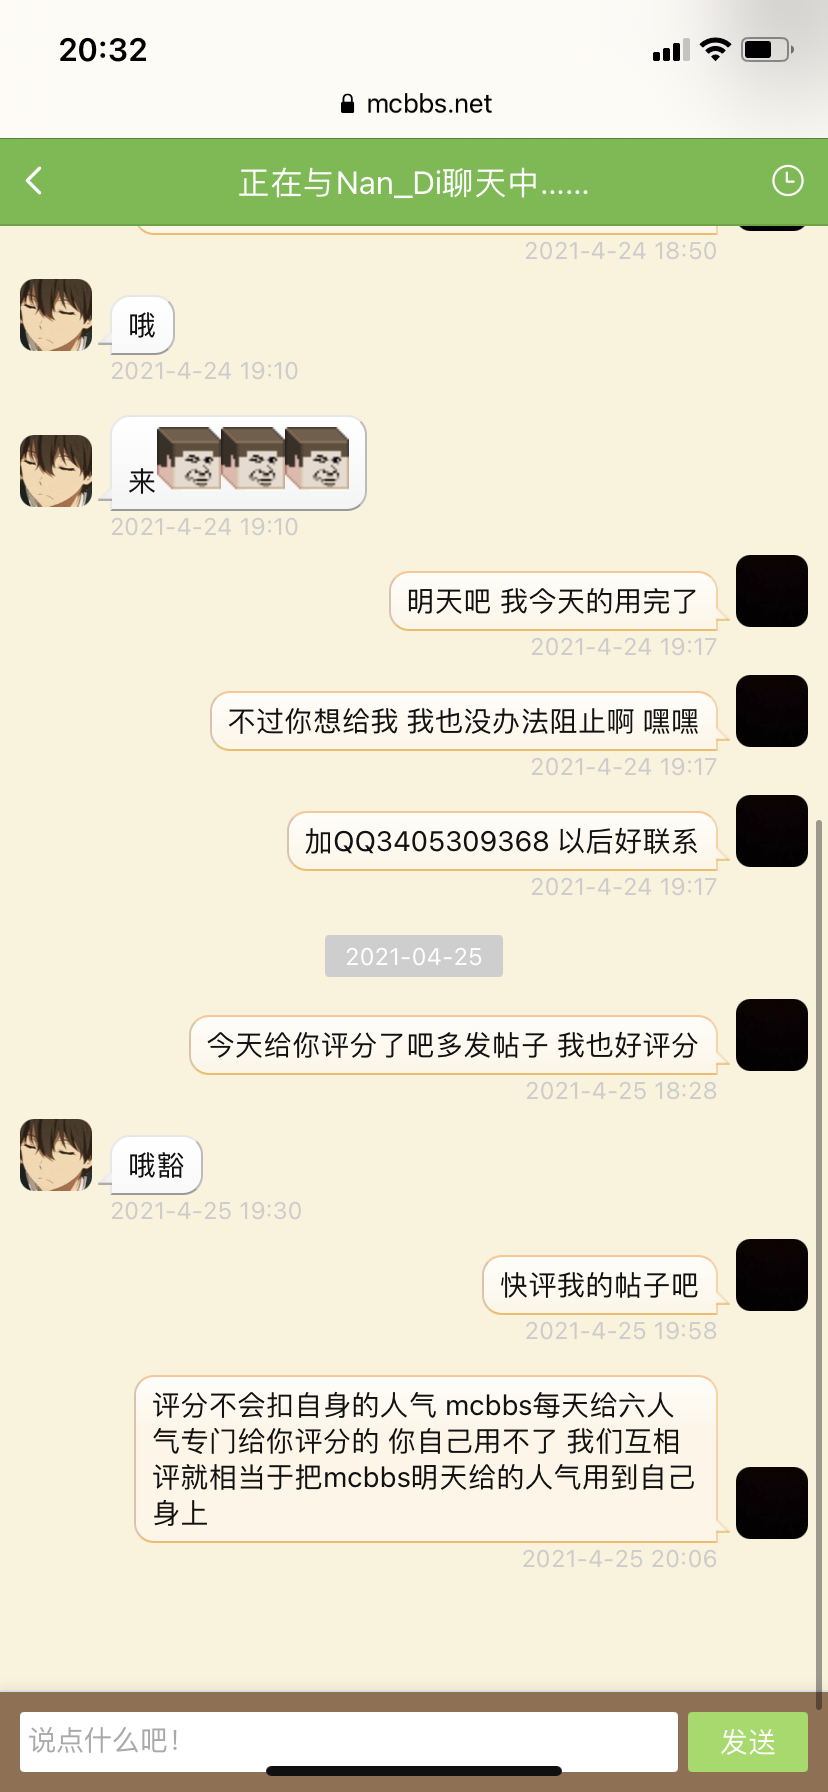 20:32
mcbbs.net
正在与Nan_Di聊天中......
2021-4-24 18:50
哦
2021-4-24 19:10
来
2021-4-24 19:10
明天吧 我今天的用完了
2021-4-24 19:17
不过你想给我 我也没办法阻止啊 嘿嘿
2021-4-24 19:17
加QQ3405309368 以后好联系
2021-4-24 19:17
2021-04-25
今天给你评分了吧多发帖子 我也好评分
2021-4-25 18:28
哦豁
2021-4-25 19:30
快评我的帖子吧
2021-4-25 19:58
评分不会扣自身的人气 mcbbs每天给六人
气专门给你评分的 你自己用不了 我们互相
评就相当于把mcbbs明天给的人气用到自己
身上
2021-4-25 20:06
说点什么吧!
发送